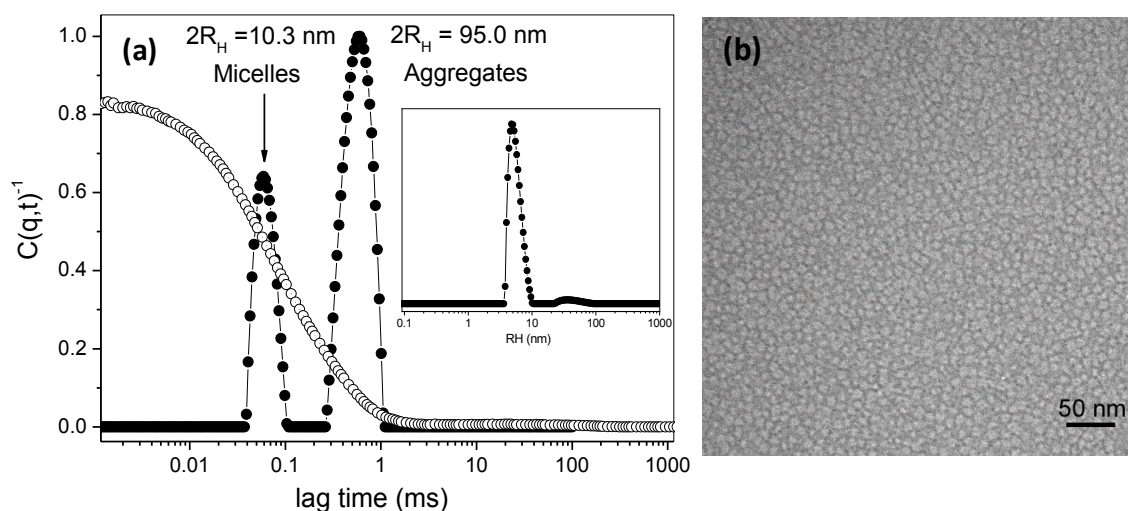 (a)
2R_H =10.3 nm
Micelles
2R_H = 95.0 nm
Aggregates
C(q,t)^-1
1.0
0.8
0.6
0.4
0.2
0.0
0.01 0.1 1 10 100 1000
lag time (ms)
0.1 1 10 100 1000
RH (nm)
(b)
50 nm